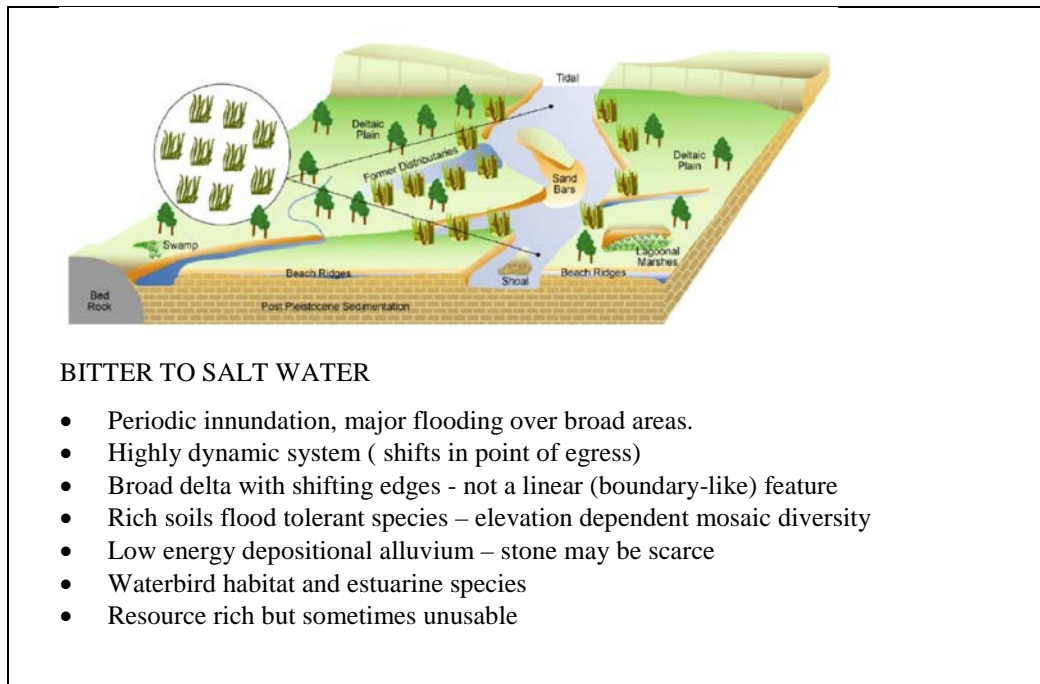 Tidal
Deltaic
Plain
Former Distributaries
Deltaic
Plain
Sand
Bars
Swamp
Lagoonal
Marshes
Beach Ridges
Shoal
Beach Ridges
Bed
Rock
Post Pleistocene Sedimentation
BITTER TO SALT WATER
• Periodic innundation, major flooding over broad areas.
• Highly dynamic system ( shifts in point of egress)
• Broad delta with shifting edges - not a linear (boundary-like) feature
• Rich soils flood tolerant species – elevation dependent mosaic diversity
• Low energy depositional alluvium – stone may be scarce
• Waterbird habitat and estuarine species
• Resource rich but sometimes unusable